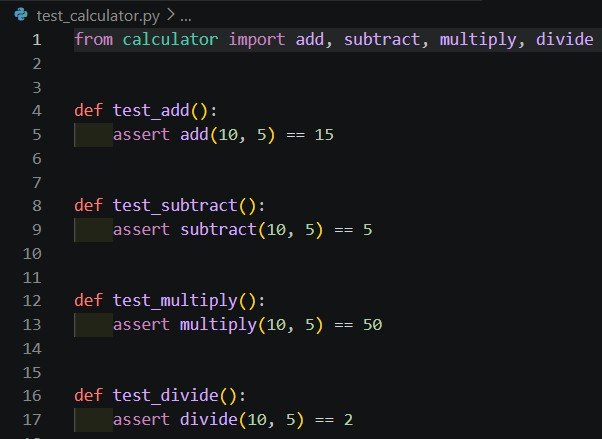 test_calculator.py > ...
1 from calculator import add, subtract, multiply, divide
2
3
4 def test_add():
5     assert add(10, 5) == 15
6
7
8 def test_subtract():
9     assert subtract(10, 5) == 5
10
11
12 def test_multiply():
13     assert multiply(10, 5) == 50
14
15
16 def test_divide():
17     assert divide(10, 5) == 2